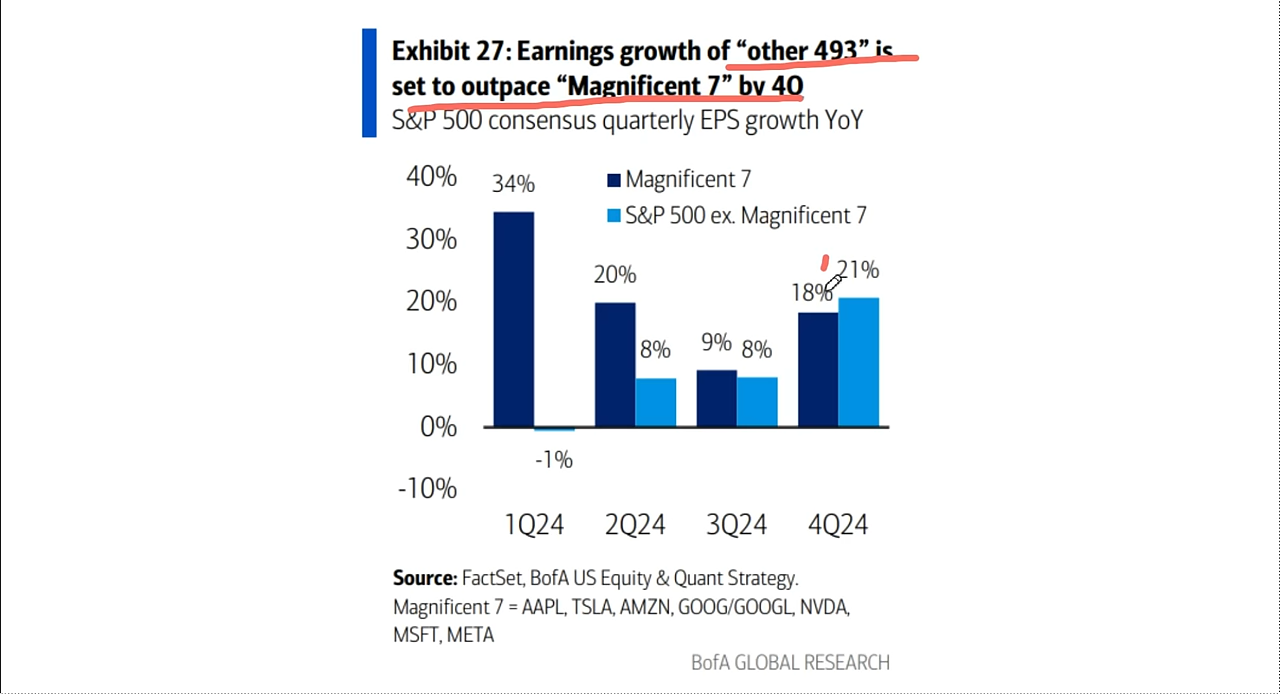 Exhibit 27: Earnings growth of “other 493” is
set to outpace “Magnificent 7” by 4Q
S&P 500 consensus quarterly EPS growth YoY
40%
30%
20%
10%
0%
-10%
Magnificent 7
S&P 500 ex. Magnificent 7
34%
-1%
20%
8%
9%
8%
18%
21%
1Q24
2Q24
3Q24
4Q24
Source: FactSet, BofA US Equity & Quant Strategy.
Magnificent 7 = AAPL, TSLA, AMZN, GOOG/GOOGL, NVDA,
MSFT, META
BofA GLOBAL RESEARCH